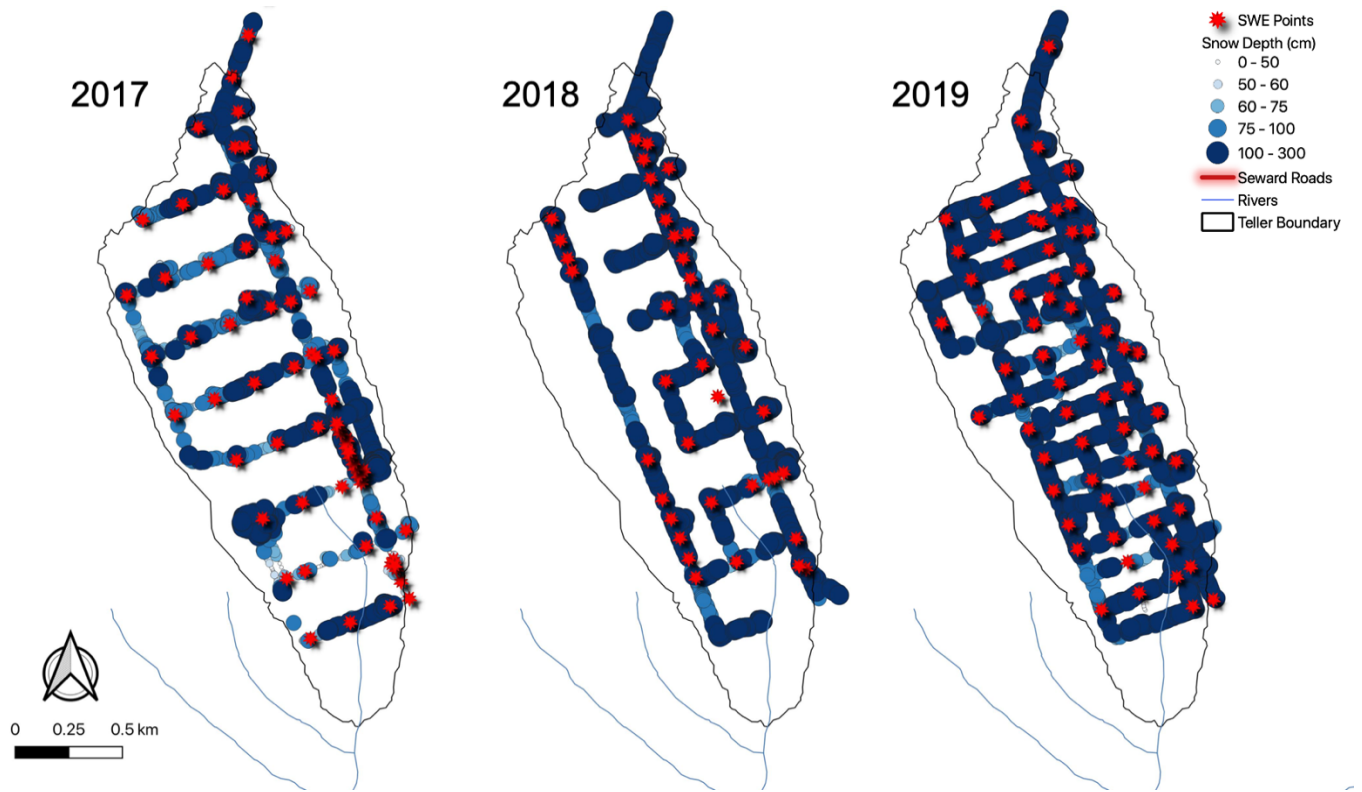 2017
2018
2019
SWE Points
Snow Depth (cm)
0 - 50
50 - 60
60 - 75
75 - 100
100 - 300
Seward Roads
Rivers
Teller Boundary
0 0.25 0.5 km